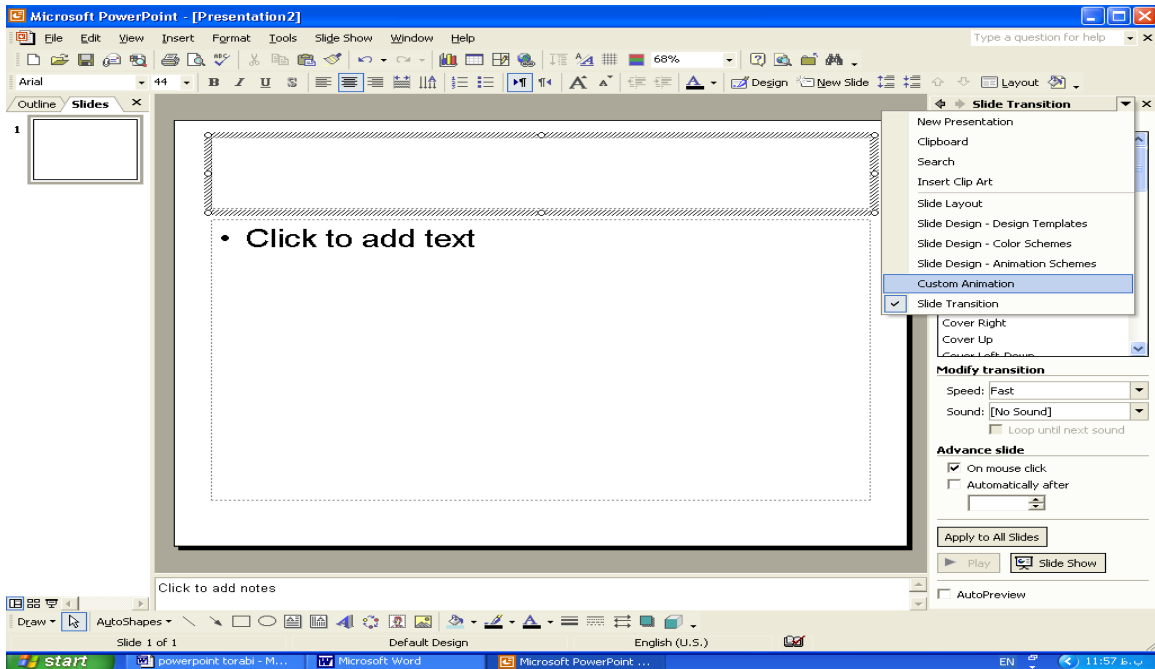 Microsoft PowerPoint - [Presentation2]
File Edit View Insert Format Tools Slide Show Window Help Type a question for help
68%
Arial 44 B I U S Design New Slide Layout
Outline Slides
Slide Transition
1
New Presentation
Clipboard
Search
Insert Clip Art
Slide Layout
Slide Design - Design Templates
Slide Design - Color Schemes
Slide Design - Animation Schemes
Custom Animation
Slide Transition
• Click to add text
Cover Right
Cover Up
Cover Left-Down
Modify transition
Speed: Fast
Sound: [No Sound]
Loop until next sound
Advance slide
On mouse click
Automatically after
Apply to All Slides
Play Slide Show
AutoPreview
Click to add notes
Draw AutoShapes
Slide 1 of 1 Default Design English (U.S.)
start powerpoint torabi - M... Microsoft Word Microsoft PowerPoint ... EN 11:57 ب.ظ